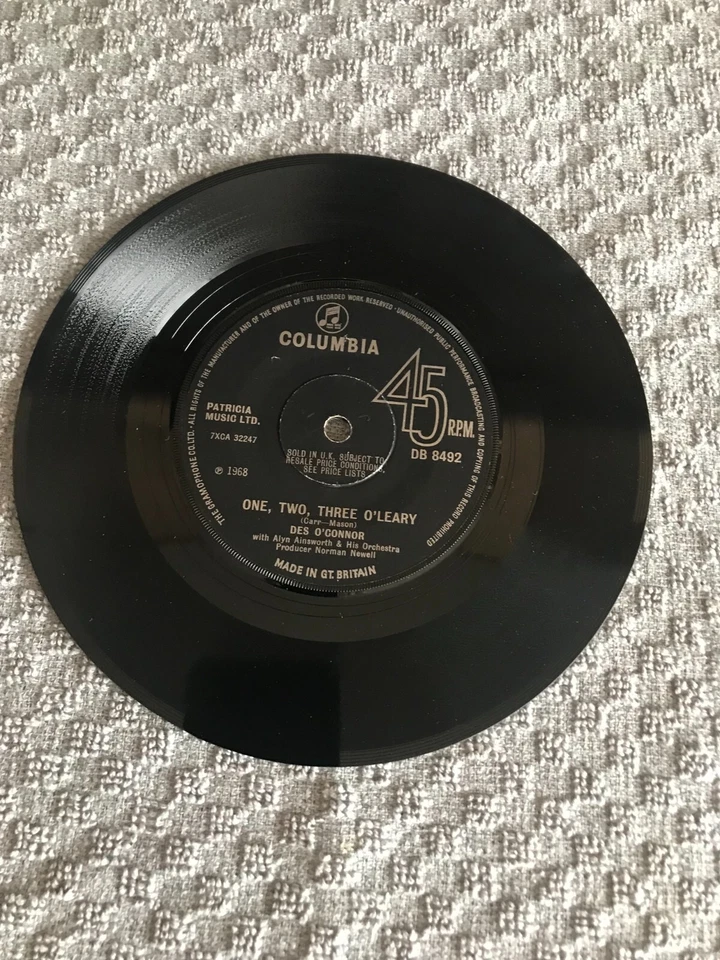 THE GRAMOPHONE CO. LTD. · ALL RIGHTS OF THE MANUFACTURER AND OF THE OWNER OF THE RECORDED WORK RESERVED · UNAUTHORISED PUBLIC PERFORMANCE BROADCASTING AND COPYING OF THIS RECORD PROHIBITED
COLUMBIA
45 R.P.M.
PATRICIA
MUSIC LTD.
7XCA 32247
DB 8492
SOLD IN U.K. SUBJECT TO
RESALE PRICE CONDITIONS,
SEE PRICE LISTS
℗ 1968
ONE, TWO, THREE O'LEARY
(Carr—Mason)
DES O'CONNOR
with Alyn Ainsworth & His Orchestra
Producer Norman Newell
MADE IN GT. BRITAIN